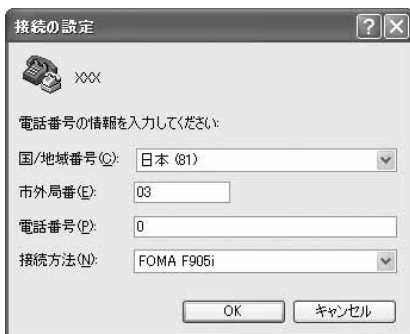 接続の設定
xxx
電話番号の情報を入力してください:
国/地域番号(C): 日本 (81)
市外局番(E): 03
電話番号(P): 0
接続方法(N): FOMA F905i
OK キャンセル